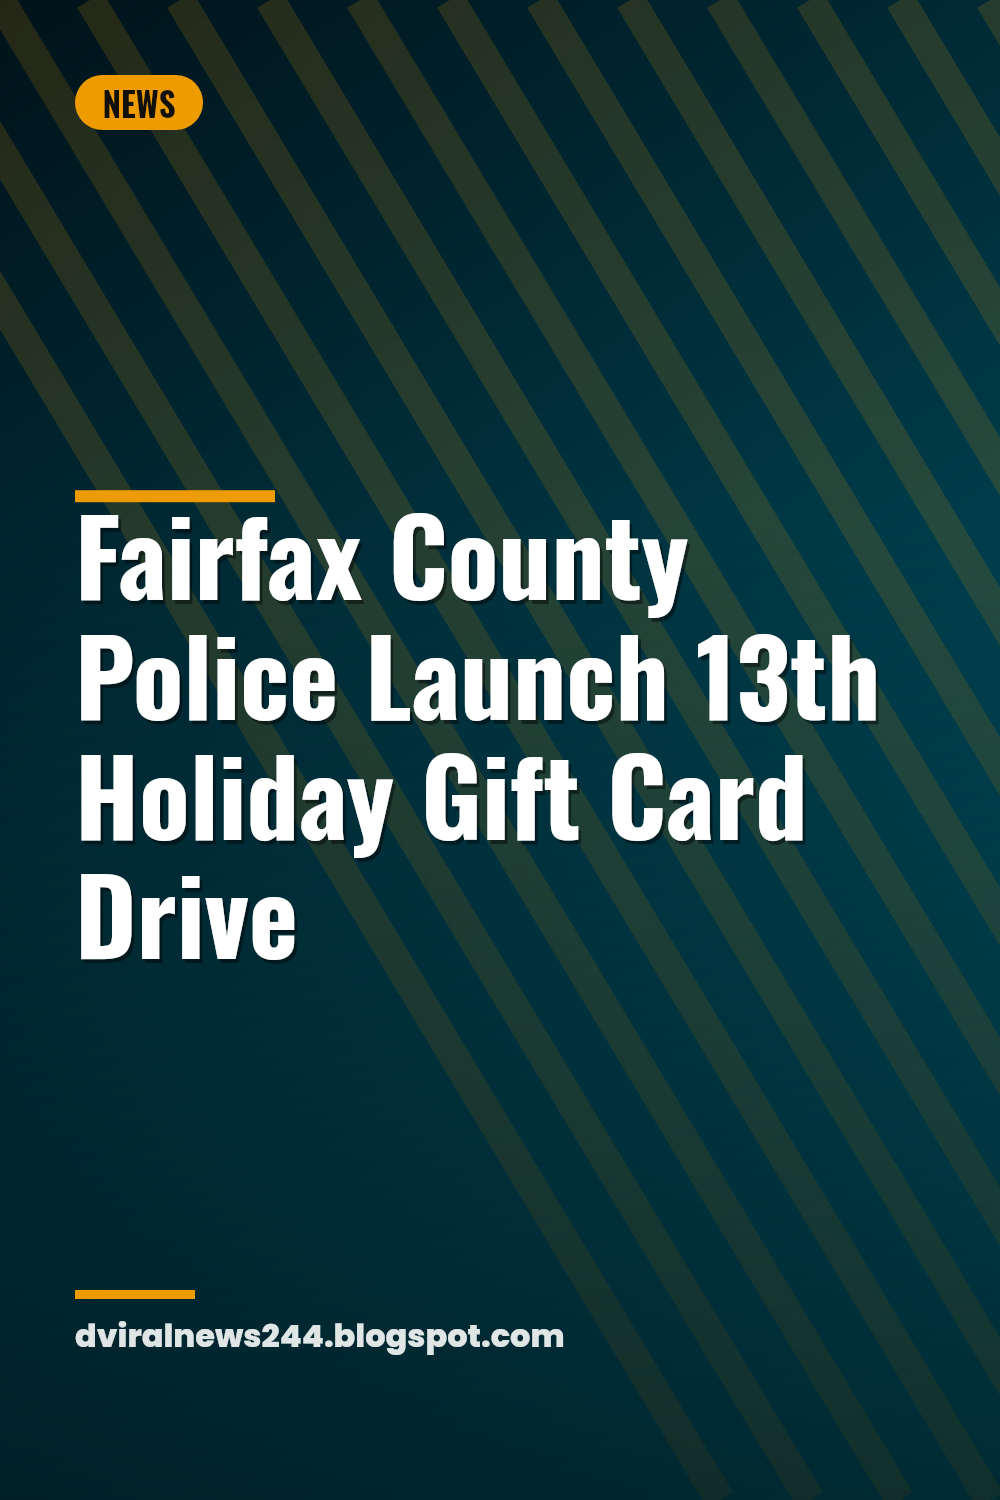 NEWS
Fairfax County
Police Launch 13th
Holiday Gift Card
Drive
dviralnews244.blogspot.com